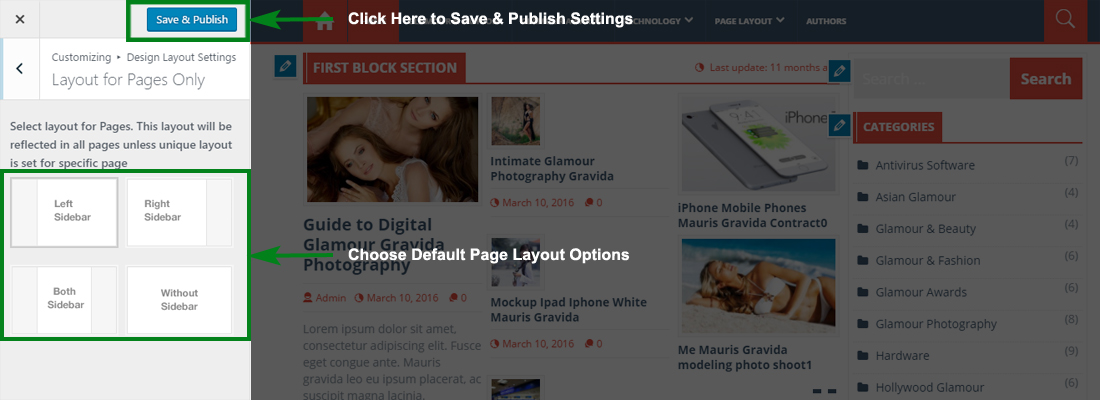 Save & Publish
Click Here to Save & Publish Settings
TECHNOLOGY
PAGE LAYOUT
AUTHORS
Customizing ▸ Design Layout Settings
Layout for Pages Only
Select layout for Pages. This layout will be
reflected in all pages unless unique layout
is set for specific page
Left
Sidebar
Right
Sidebar
Both
Sidebar
Without
Sidebar
Choose Default Page Layout Options
FIRST BLOCK SECTION
Last update: 11 months a
Guide to Digital
Glamour Gravida
Photography
Admin
March 10, 2016
0
Lorem ipsum dolor sit amet,
consectetur adipiscing elit. Fusce
eget congue ante. Mauris
gravida leo eu ipsum placerat, ac
suscipit magna lacinia.
Intimate Glamour
Photography Gravida
March 10, 2016
0
Mockup Ipad Iphone White
Mauris Gravida
March 10, 2016
0
iPhone
iPhone Mobile Phones
Mauris Gravida Contract0
Me Mauris Gravida
modeling photo shoot1
Search...
Search
CATEGORIES
Antivirus Software (7)
Asian Glamour (4)
Glamour & Beauty (4)
Glamour & Fashion (6)
Glamour Awards (4)
Glamour Photography (8)
Hardware (6)
Hollywood Glamour (6)